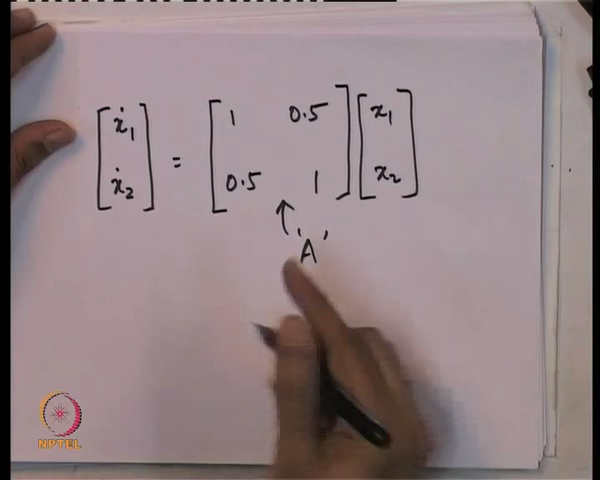 [ẋ₁ ẋ₂] = [1 0.5 0.5 1] [x₁ x₂]
'A'
NPTEL